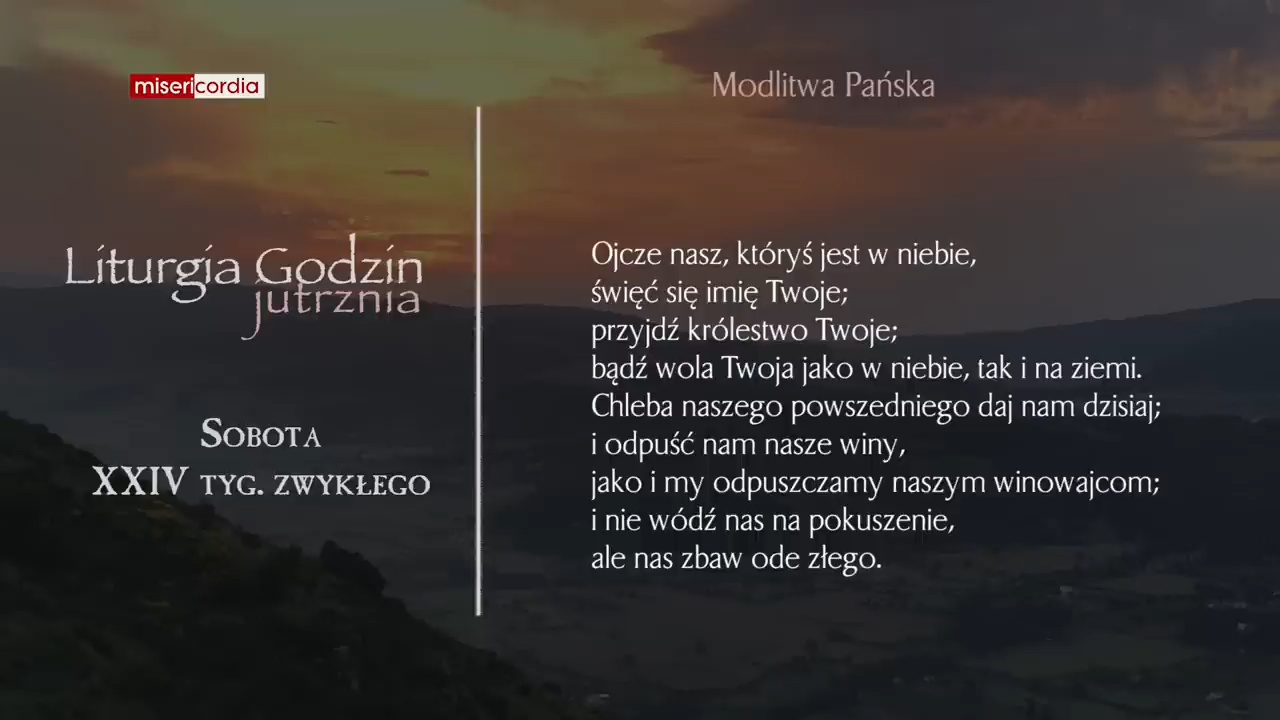 misericordia
Liturgia Godzin
jutrznia
Sobota
XXIV tyg. zwykłego
Modlitwa Pańska
Ojcze nasz, któryś jest w niebie,
święć się imię Twoje;
przyjdź królestwo Twoje;
bądź wola Twoja jako w niebie, tak i na ziemi.
Chleba naszego powszedniego daj nam dzisiaj;
i odpuść nam nasze winy,
jako i my odpuszczamy naszym winowajcom;
i nie wódź nas na pokuszenie,
ale nas zbaw ode złego.